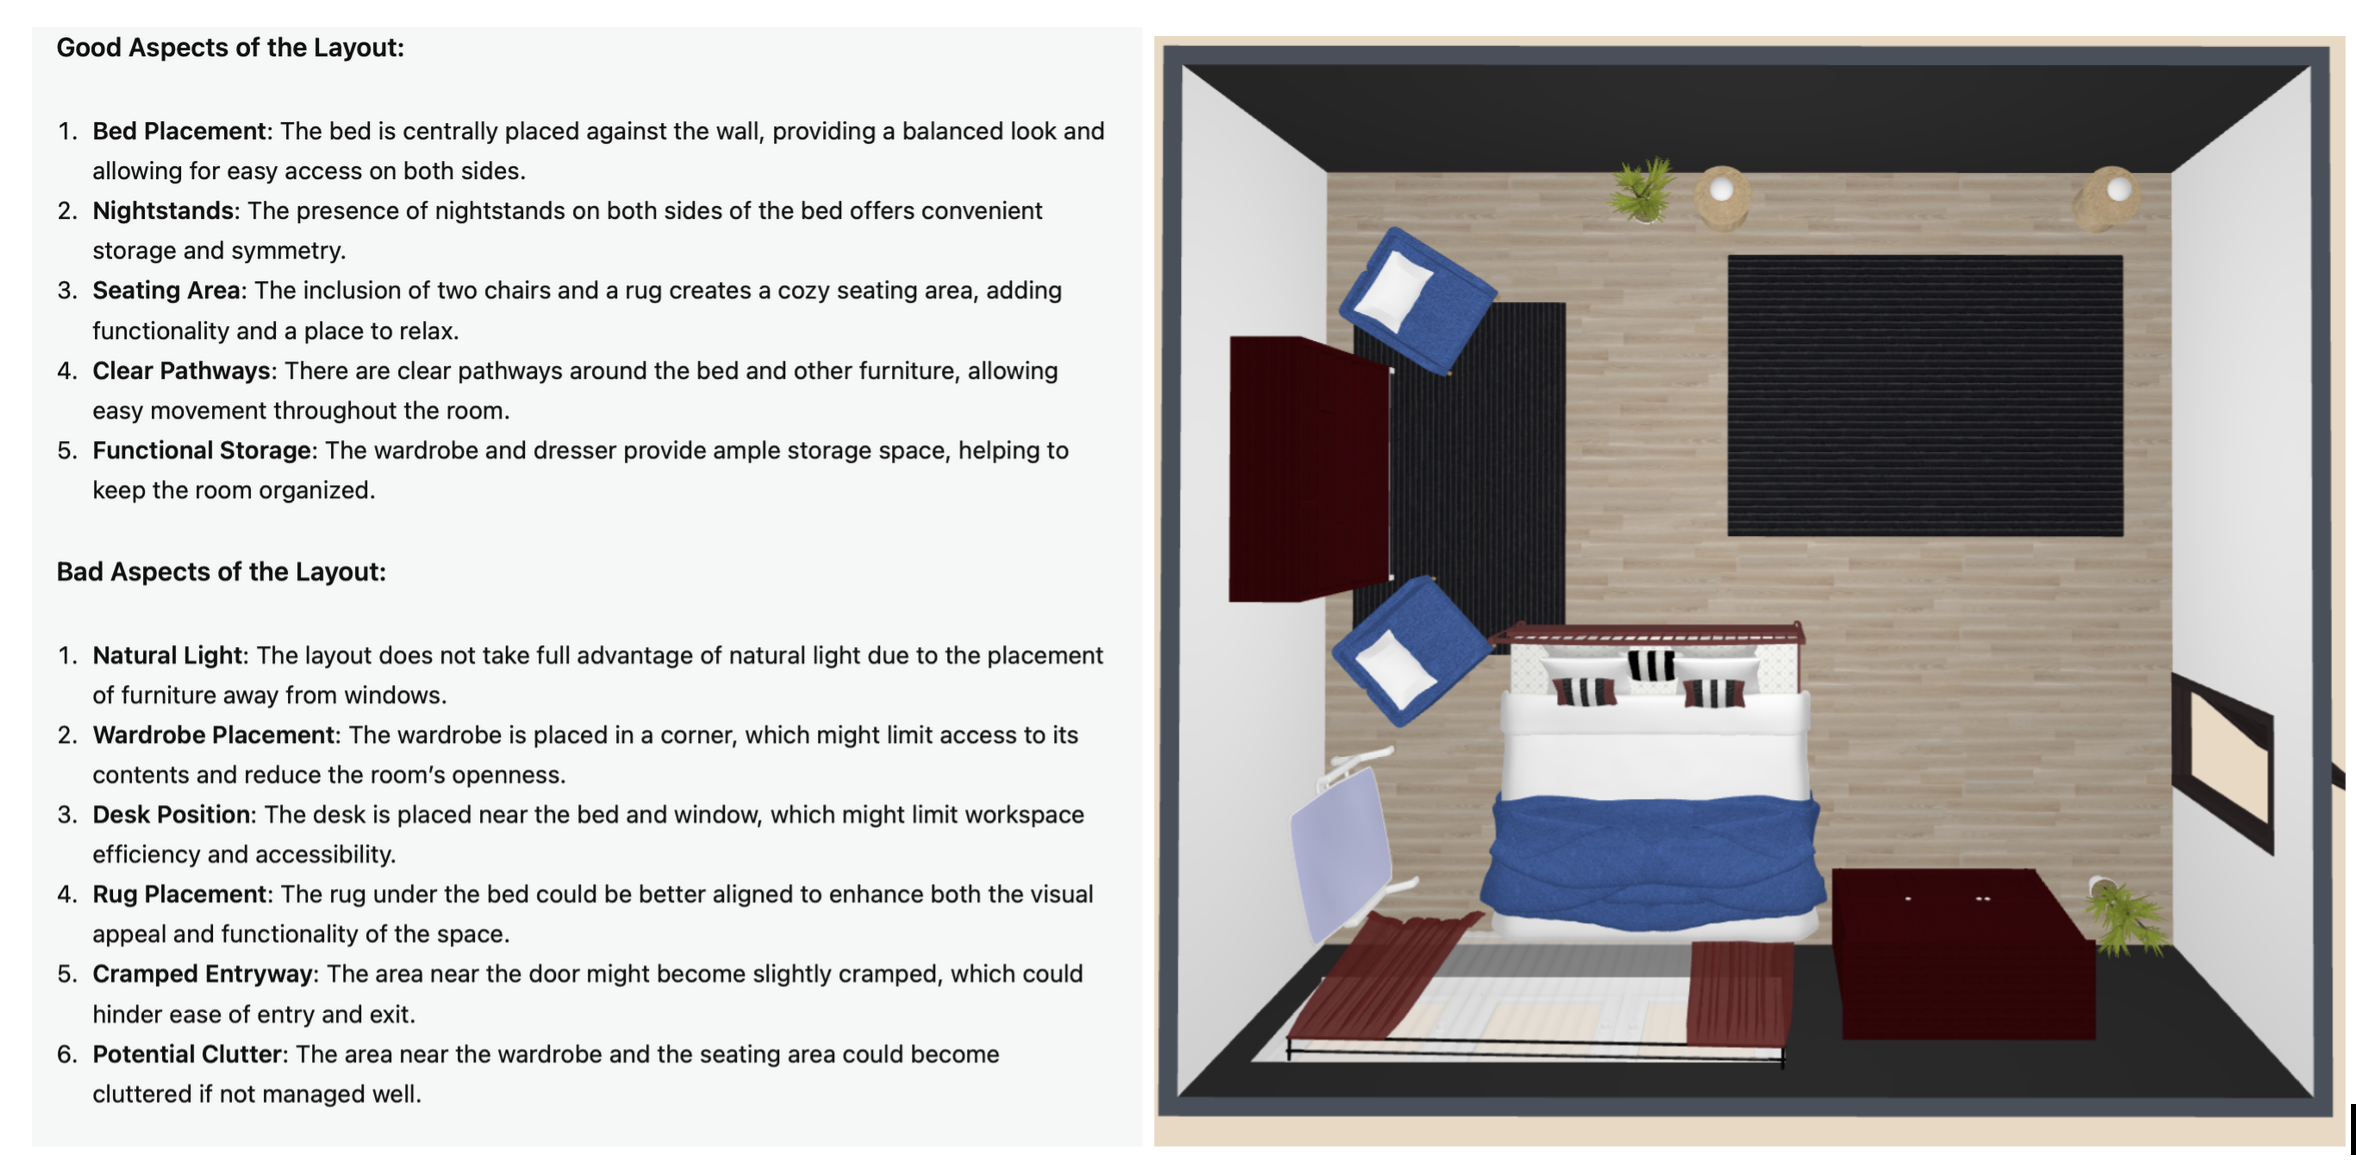 Good Aspects of the Layout:
1. Bed Placement: The bed is centrally placed against the wall, providing a balanced look and
allowing for easy access on both sides.
2. Nightstands: The presence of nightstands on both sides of the bed offers convenient
storage and symmetry.
3. Seating Area: The inclusion of two chairs and a rug creates a cozy seating area, adding
functionality and a place to relax.
4. Clear Pathways: There are clear pathways around the bed and other furniture, allowing
easy movement throughout the room.
5. Functional Storage: The wardrobe and dresser provide ample storage space, helping to
keep the room organized.
Bad Aspects of the Layout:
1. Natural Light: The layout does not take full advantage of natural light due to the placement
of furniture away from windows.
2. Wardrobe Placement: The wardrobe is placed in a corner, which might limit access to its
contents and reduce the room’s openness.
3. Desk Position: The desk is placed near the bed and window, which might limit workspace
efficiency and accessibility.
4. Rug Placement: The rug under the bed could be better aligned to enhance both the visual
appeal and functionality of the space.
5. Cramped Entryway: The area near the door might become slightly cramped, which could
hinder ease of entry and exit.
6. Potential Clutter: The area near the wardrobe and the seating area could become
cluttered if not managed well.